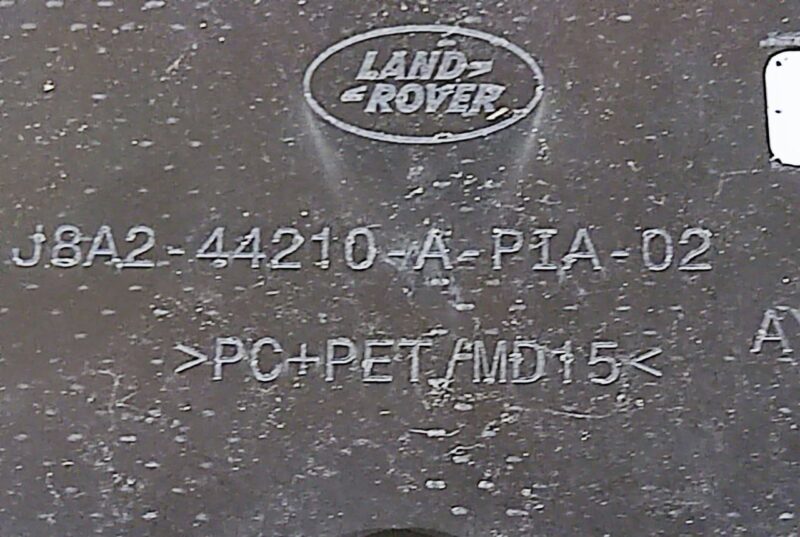 LAND
ROVER
J8A2-44210-A-PIA-02
>PC+PET/MD15<